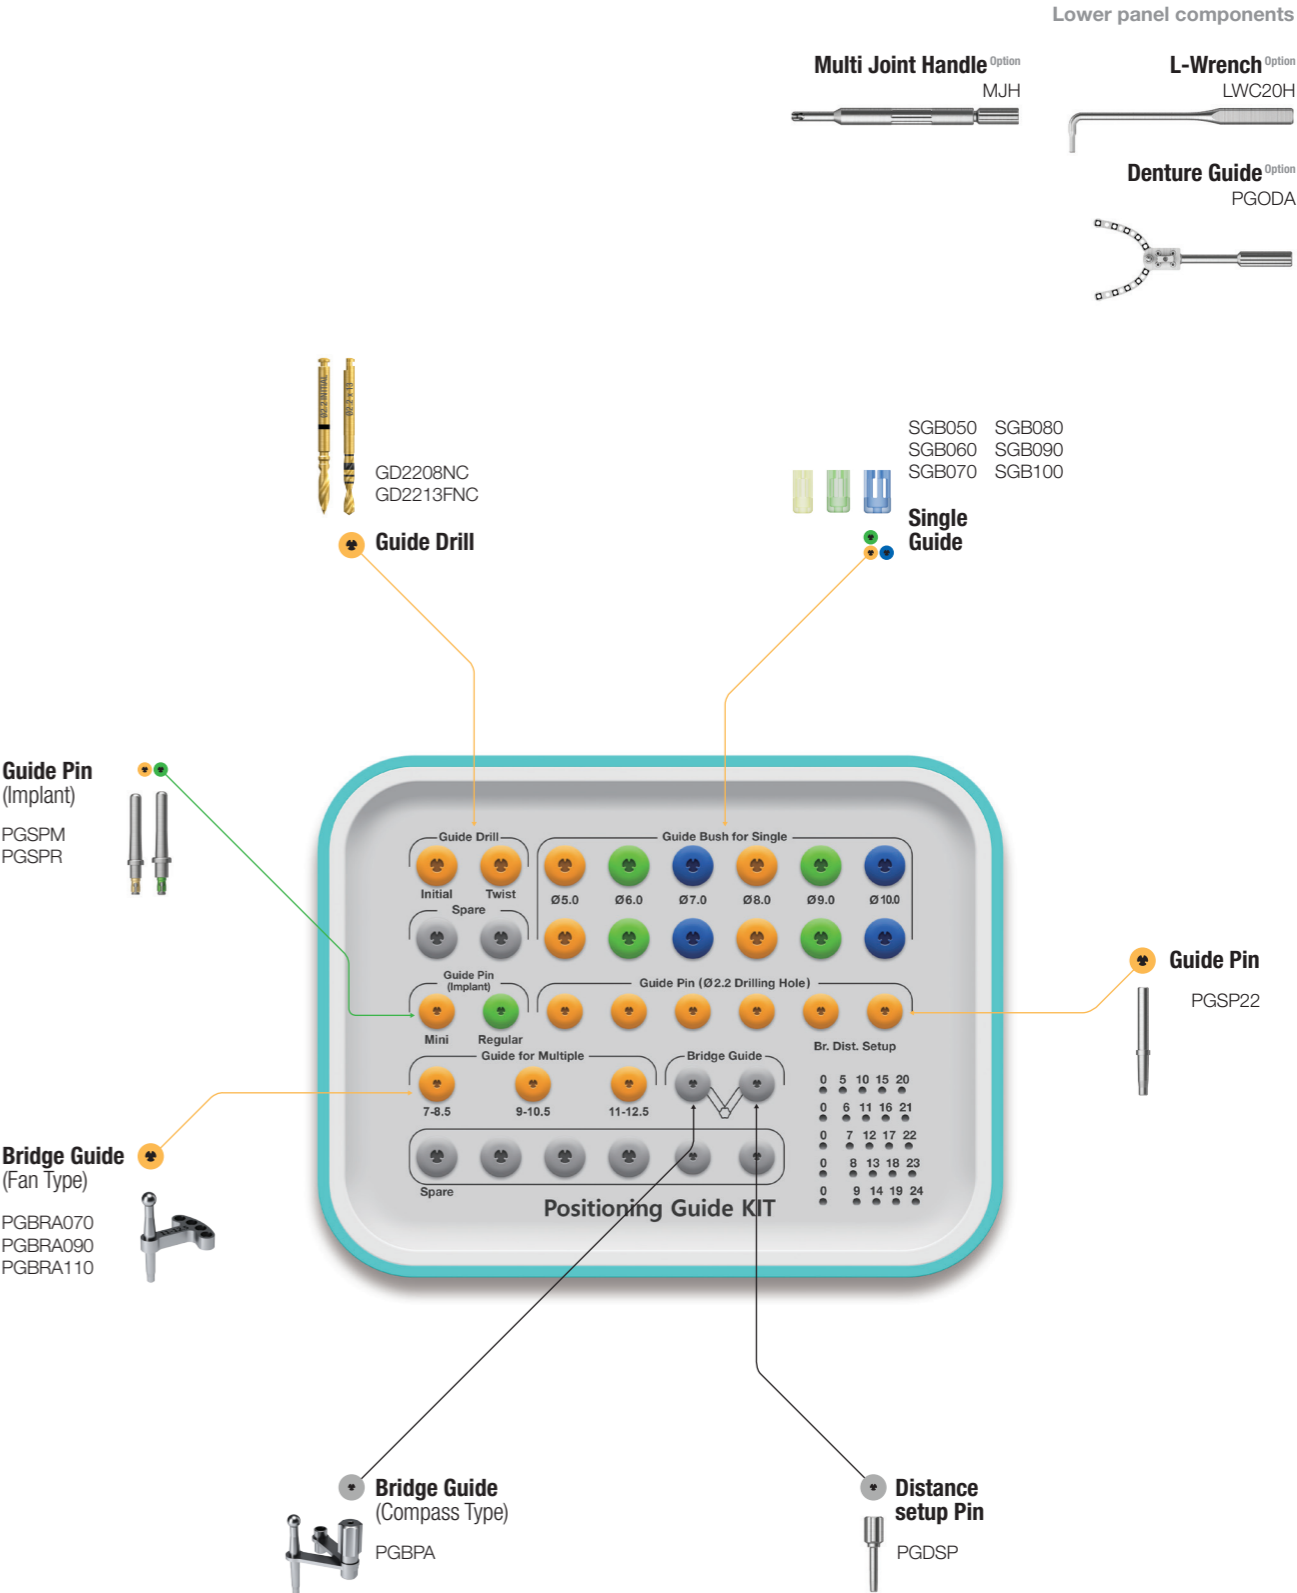 Lower panel components
Multi Joint Handle Option
MJH
L-Wrench Option
LWC20H
Denture Guide Option
PGODA
Ø2.2 INITIAL
Ø2.2 x 13
GD2208NC
GD2213FNC
Guide Drill
SGB050 SGB080
SGB060 SGB090
SGB070 SGB100
Single
Guide
Guide Pin
(Implant)
PGSPM
PGSPR
Guide Drill
Initial Twist
Spare
Guide Bush for Single
Ø5.0 Ø6.0 Ø7.0 Ø8.0 Ø9.0 Ø10.0
Guide Pin
(Implant)
Mini Regular
Guide Pin (Ø2.2 Drilling Hole)
Guide for Multiple
7-8.5 9-10.5 11-12.5
Bridge Guide
Br. Dist. Setup
0 5 10 15 20
0 6 11 16 21
0 7 12 17 22
0 8 13 18 23
0 9 14 19 24
Spare
Positioning Guide KIT
Guide Pin
PGSP22
Bridge Guide
(Fan Type)
PGBRA070
PGBRA090
PGBRA110
Bridge Guide
(Compass Type)
PGBPA
Distance
setup Pin
PGDSP